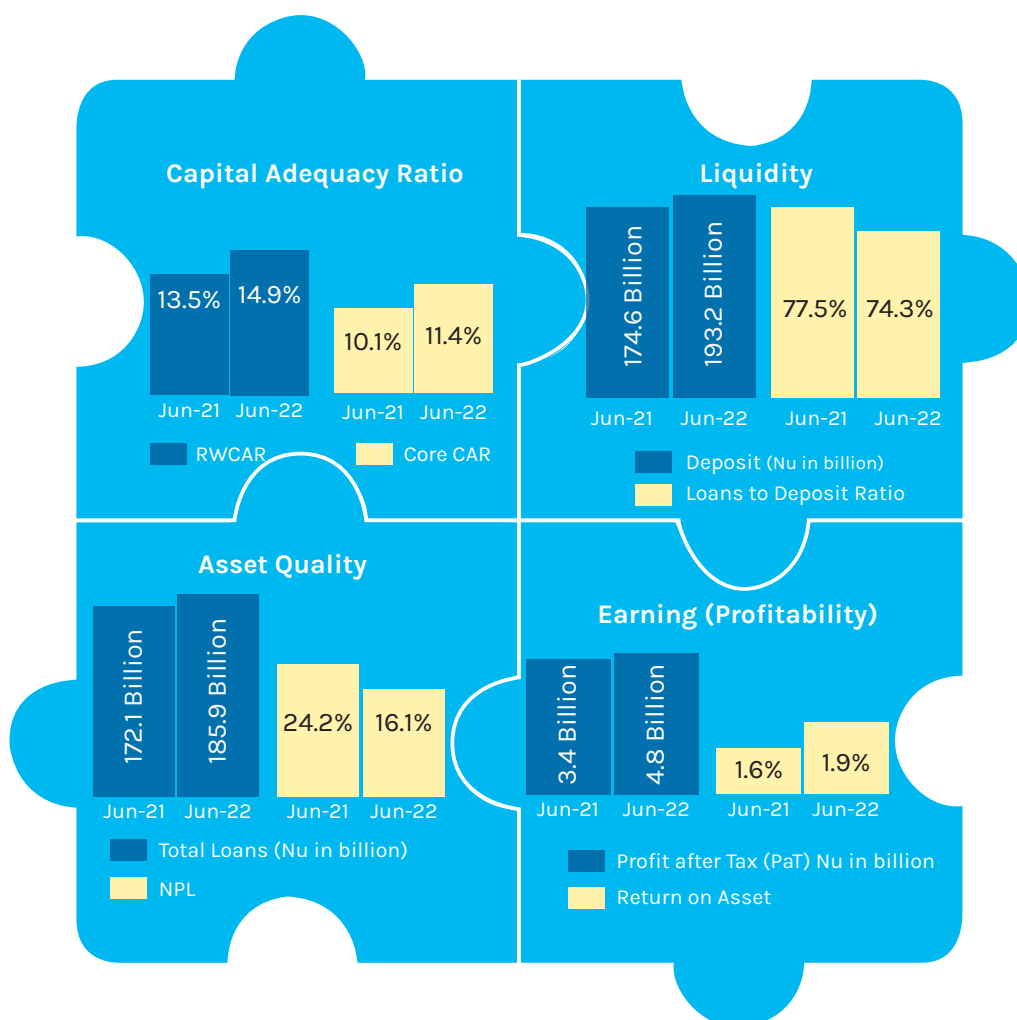 Capital Adequacy Ratio
13.5%
14.9%
10.1%
11.4%
Jun-21
Jun-22
Jun-21
Jun-22
RWCAR
Core CAR
Liquidity
174.6 Billion
193.2 Billion
77.5%
74.3%
Jun-21
Jun-22
Jun-21
Jun-22
Deposit (Nu in billion)
Loans to Deposit Ratio
Asset Quality
172.1 Billion
185.9 Billion
24.2%
16.1%
Jun-21
Jun-22
Jun-21
Jun-22
Total Loans (Nu in billion)
NPL
Earning (Profitability)
3.4 Billion
4.8 Billion
1.6%
1.9%
Jun-21
Jun-22
Jun-21
Jun-22
Profit after Tax (PaT) Nu in billion
Return on Asset